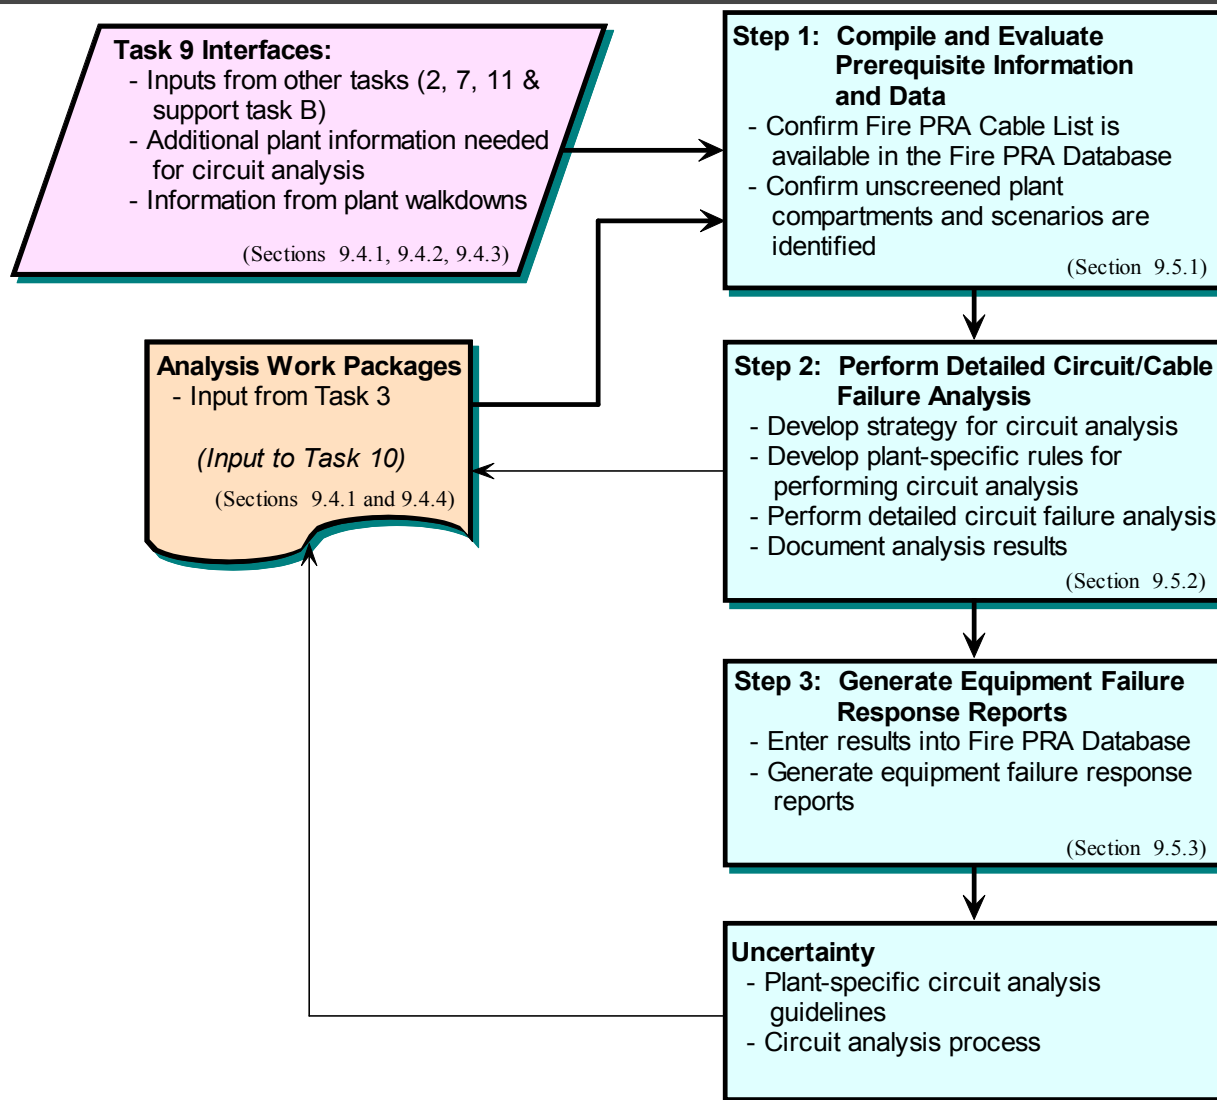 Task 9 Interfaces:
- Inputs from other tasks (2, 7, 11 &
support task B)
- Additional plant information needed
for circuit analysis
- Information from plant walkdowns
(Sections 9.4.1, 9.4.2, 9.4.3)
Step 1: Compile and Evaluate
Prerequisite Information
and Data
- Confirm Fire PRA Cable List is
available in the Fire PRA Database
- Confirm unscreened plant
compartments and scenarios are
identified
(Section 9.5.1)
Analysis Work Packages
- Input from Task 3
(Input to Task 10)
(Sections 9.4.1 and 9.4.4)
Step 2: Perform Detailed Circuit/Cable
Failure Analysis
- Develop strategy for circuit analysis
- Develop plant-specific rules for
performing circuit analysis
- Perform detailed circuit failure analysis
- Document analysis results
(Section 9.5.2)
Step 3: Generate Equipment Failure
Response Reports
- Enter results into Fire PRA Database
- Generate equipment failure response
reports
(Section 9.5.3)
Uncertainty
- Plant-specific circuit analysis
guidelines
- Circuit analysis process